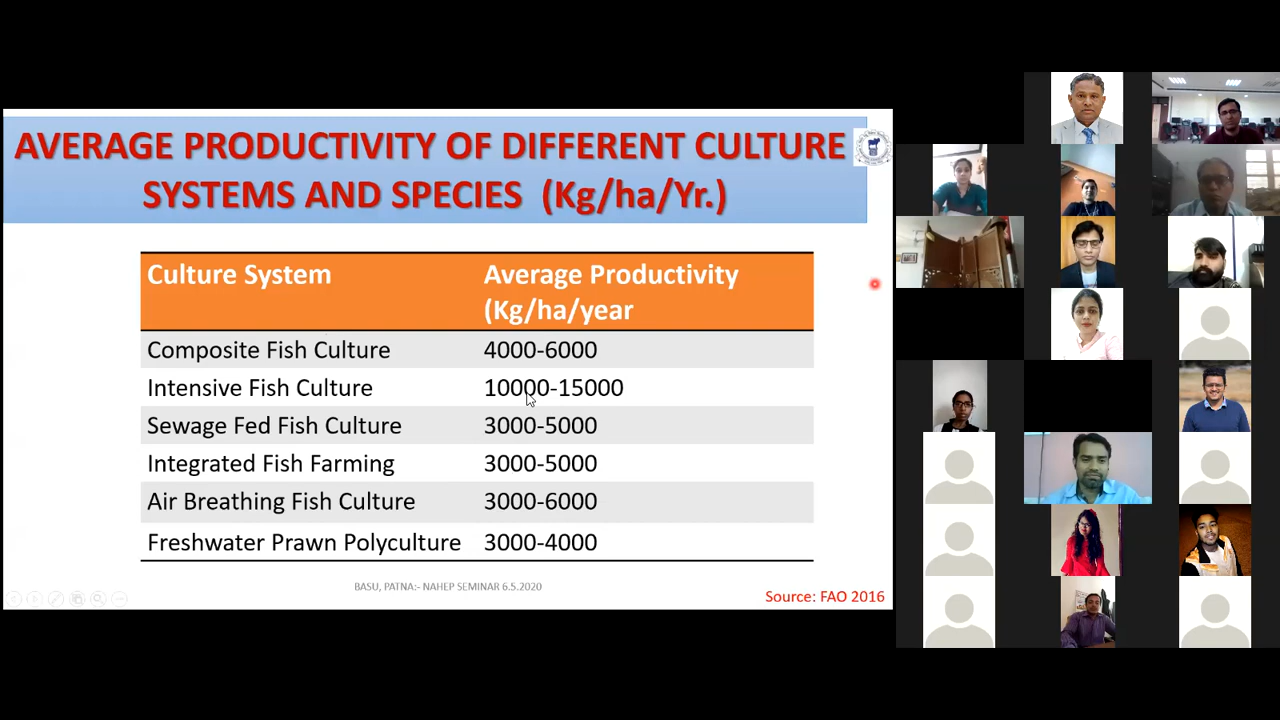 AVERAGE PRODUCTIVITY OF DIFFERENT CULTURE
SYSTEMS AND SPECIES (Kg/ha/Yr.)
Culture System Average Productivity
(Kg/ha/year
Composite Fish Culture 4000-6000
Intensive Fish Culture 10000-15000
Sewage Fed Fish Culture 3000-5000
Integrated Fish Farming 3000-5000
Air Breathing Fish Culture 3000-6000
Freshwater Prawn Polyculture 3000-4000
BASU, PATNA:- NAHEP SEMINAR 6.5.2020
Source: FAO 2016